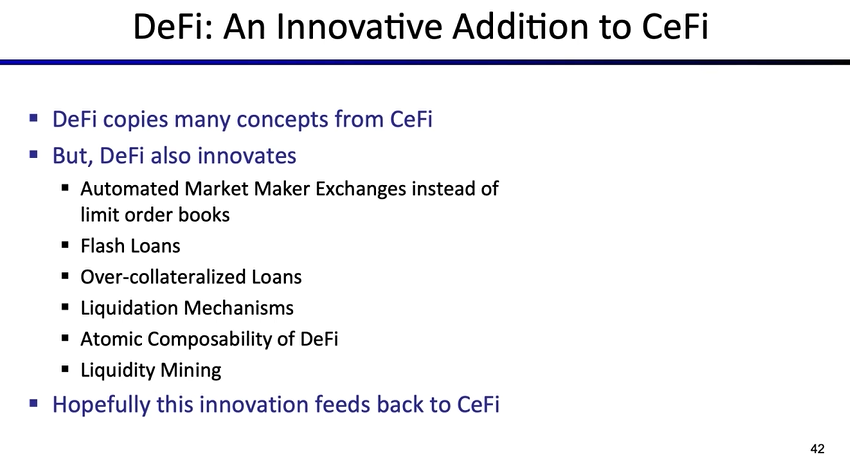 DeFi: An Innovative Addition to CeFi
▪ DeFi copies many concepts from CeFi
▪ But, DeFi also innovates
▪ Automated Market Maker Exchanges instead of
limit order books
▪ Flash Loans
▪ Over-collateralized Loans
▪ Liquidation Mechanisms
▪ Atomic Composability of DeFi
▪ Liquidity Mining
▪ Hopefully this innovation feeds back to CeFi
42